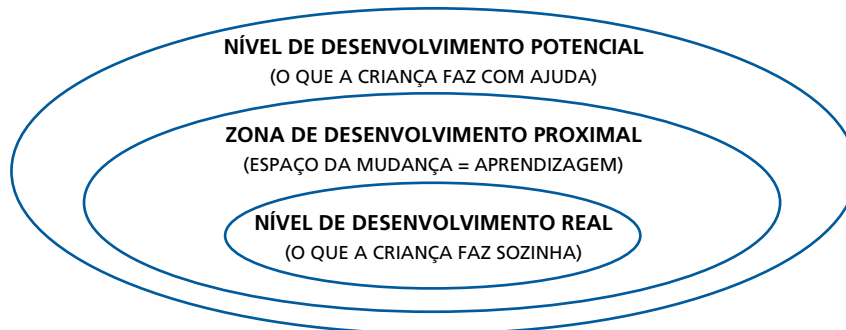 NÍVEL DE DESENVOLVIMENTO POTENCIAL
(O QUE A CRIANÇA FAZ COM AJUDA)
ZONA DE DESENVOLVIMENTO PROXIMAL
(ESPAÇO DA MUDANÇA = APRENDIZAGEM)
NÍVEL DE DESENVOLVIMENTO REAL
(O QUE A CRIANÇA FAZ SOZINHA)